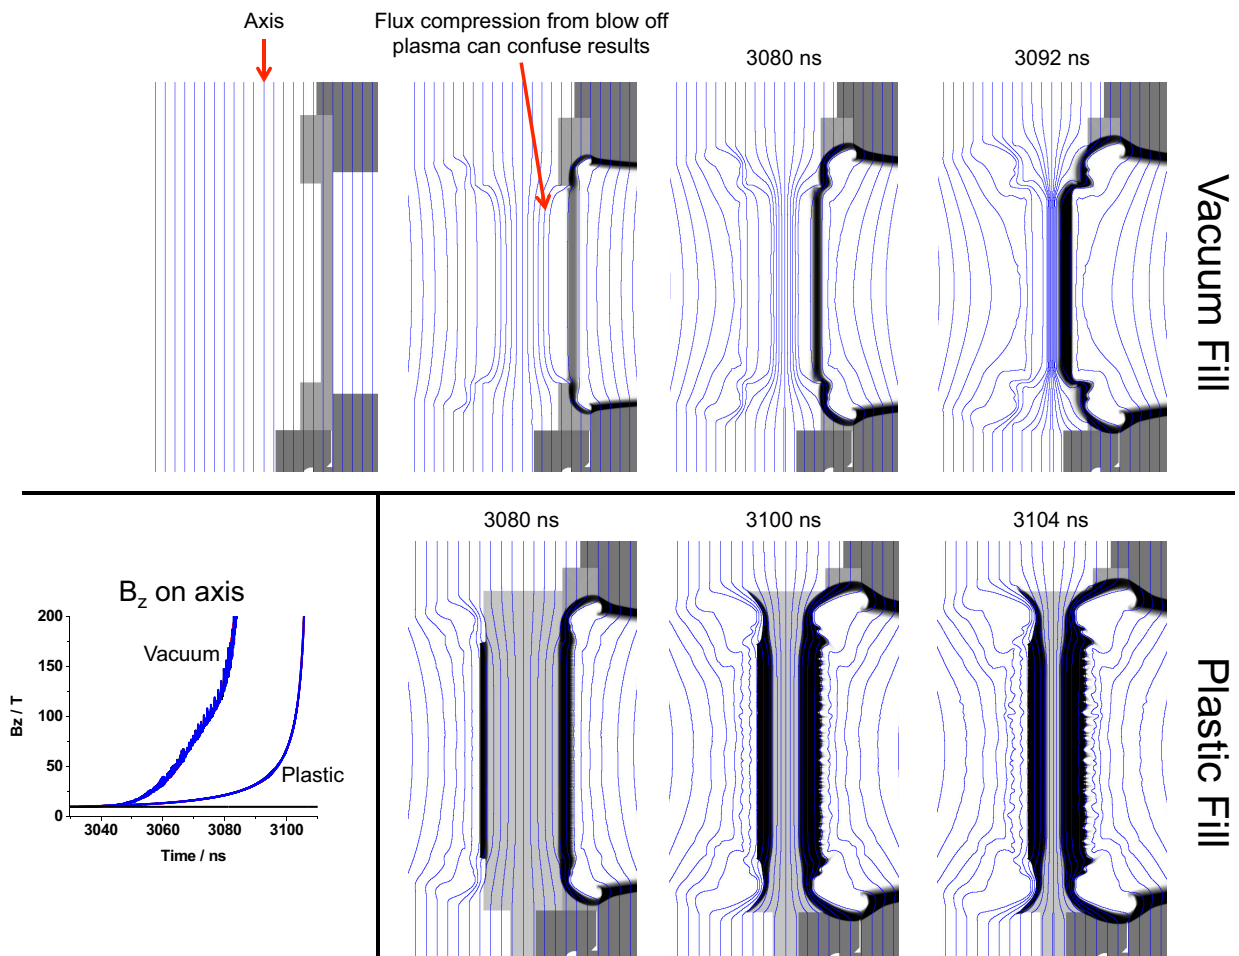 Axis
Flux compression from blow off
plasma can confuse results
3080 ns
3092 ns
Vacuum Fill
3080 ns
3100 ns
3104 ns
Plastic Fill
Bz on axis
200
150
100
50
0
Bz / T
Vacuum
Plastic
3040 3060 3080 3100
Time / ns